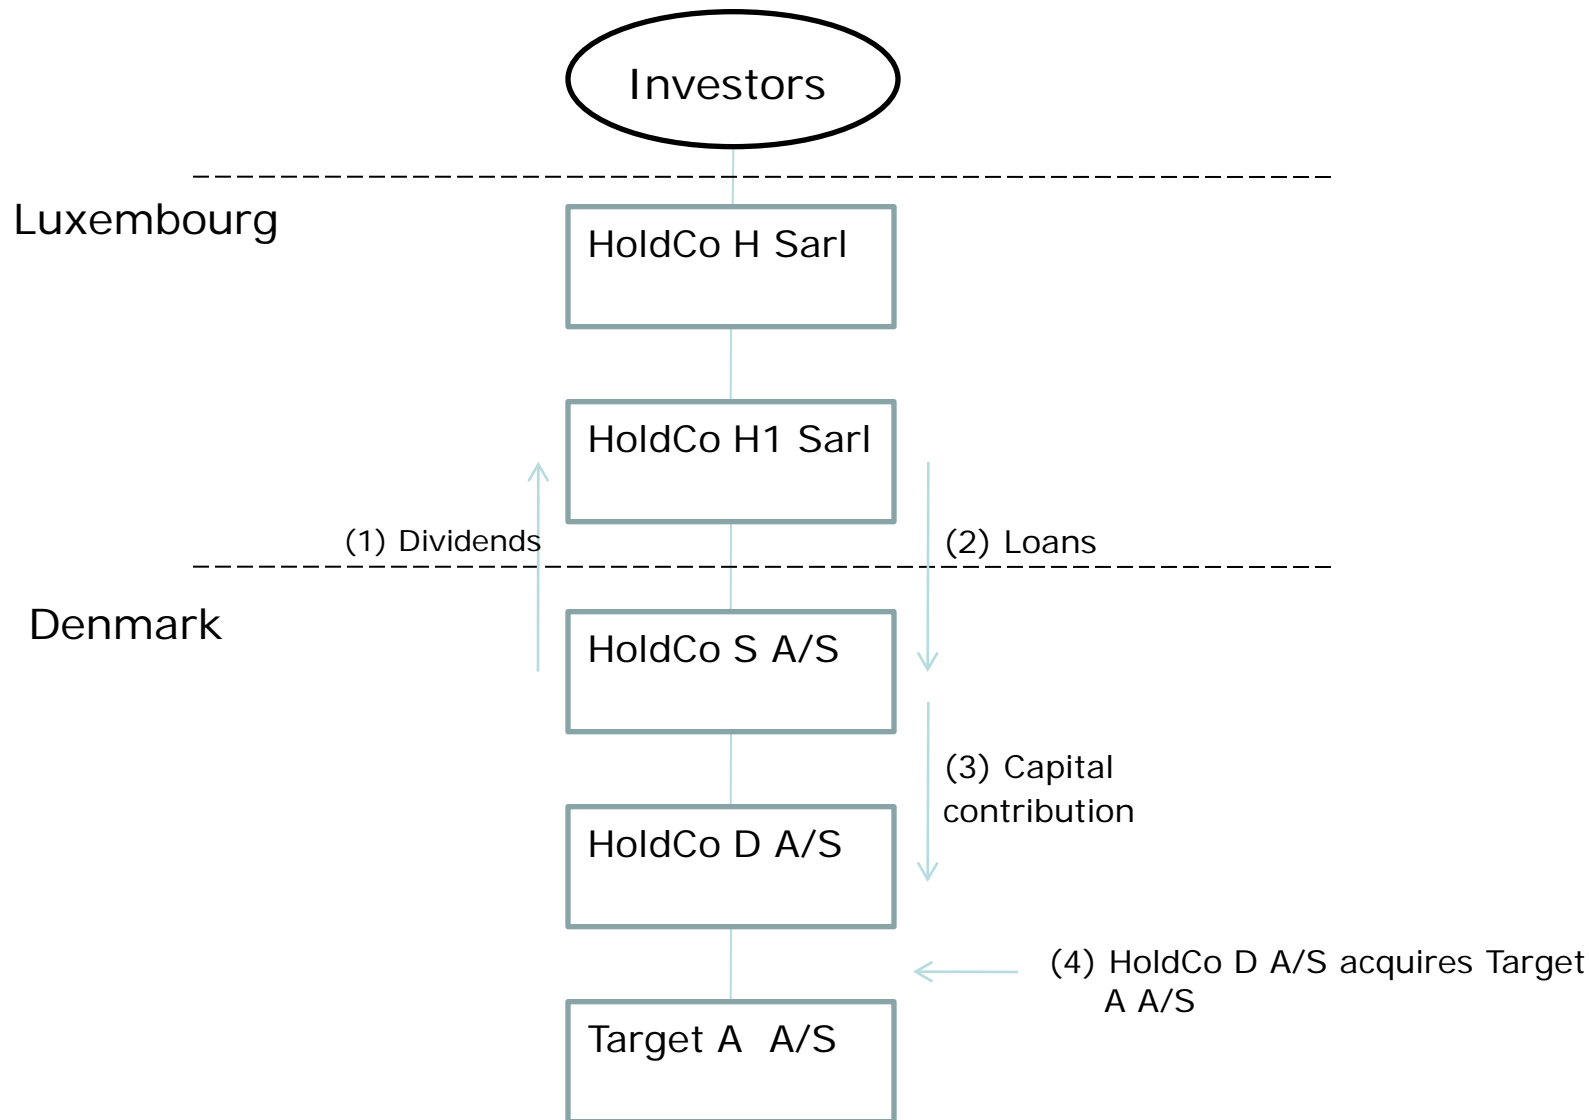 Investors
Luxembourg
HoldCo H Sarl
HoldCo H1 Sarl
(1) Dividends
(2) Loans
Denmark
HoldCo S A/S
(3) Capital
contribution
HoldCo D A/S
(4) HoldCo D A/S acquires Target
A A/S
Target A  A/S